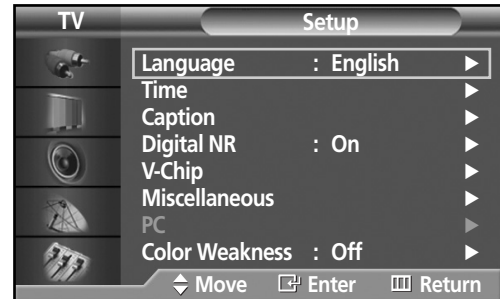 TV Setup
Language : English
Time
Caption
Digital NR : On
V-Chip
Miscellaneous
PC
Color Weakness : Off
Move Enter Return